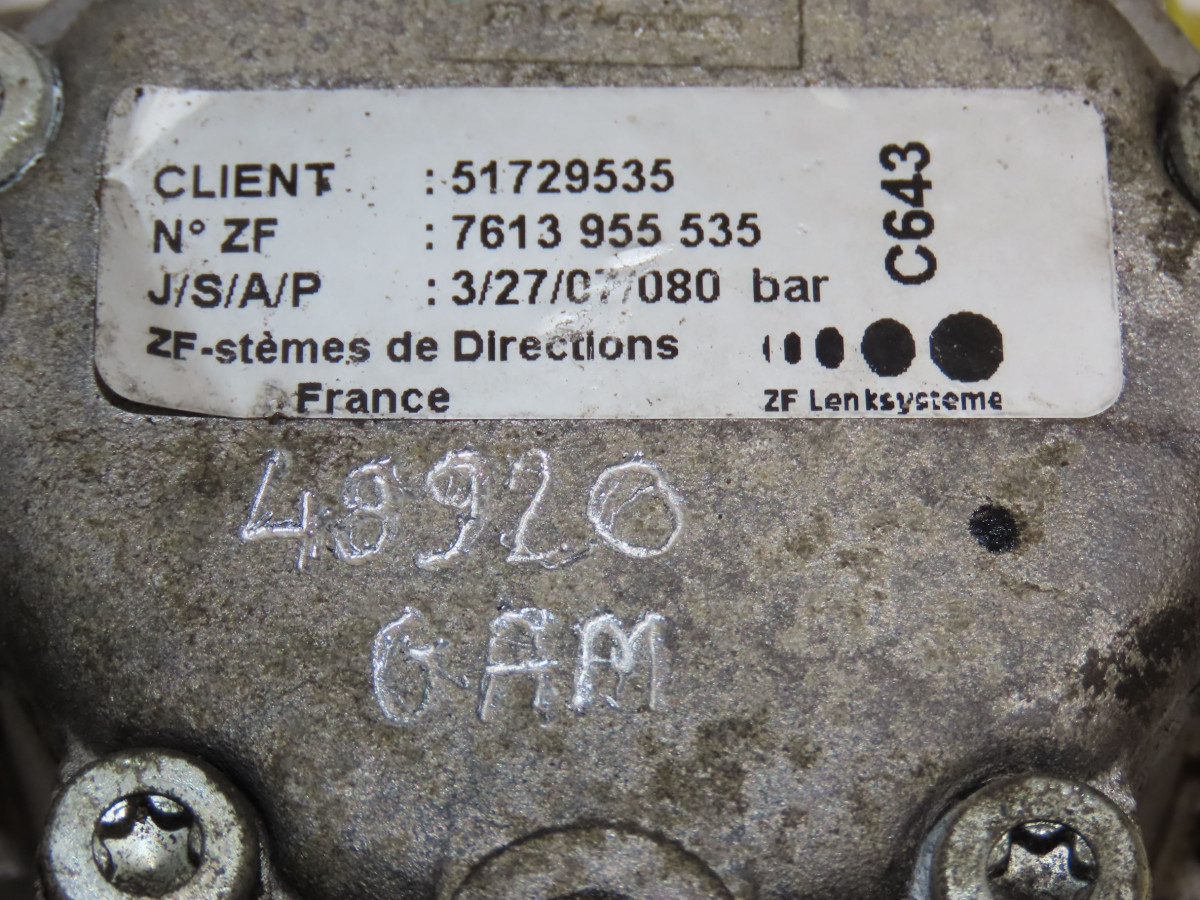 CLIENT : 51729535
N° ZF : 7613 955 535
J/S/A/P : 3/27/07/080 bar
C643
ZF-stèmes de Directions
France
ZF Lenksysteme
48920
GAM